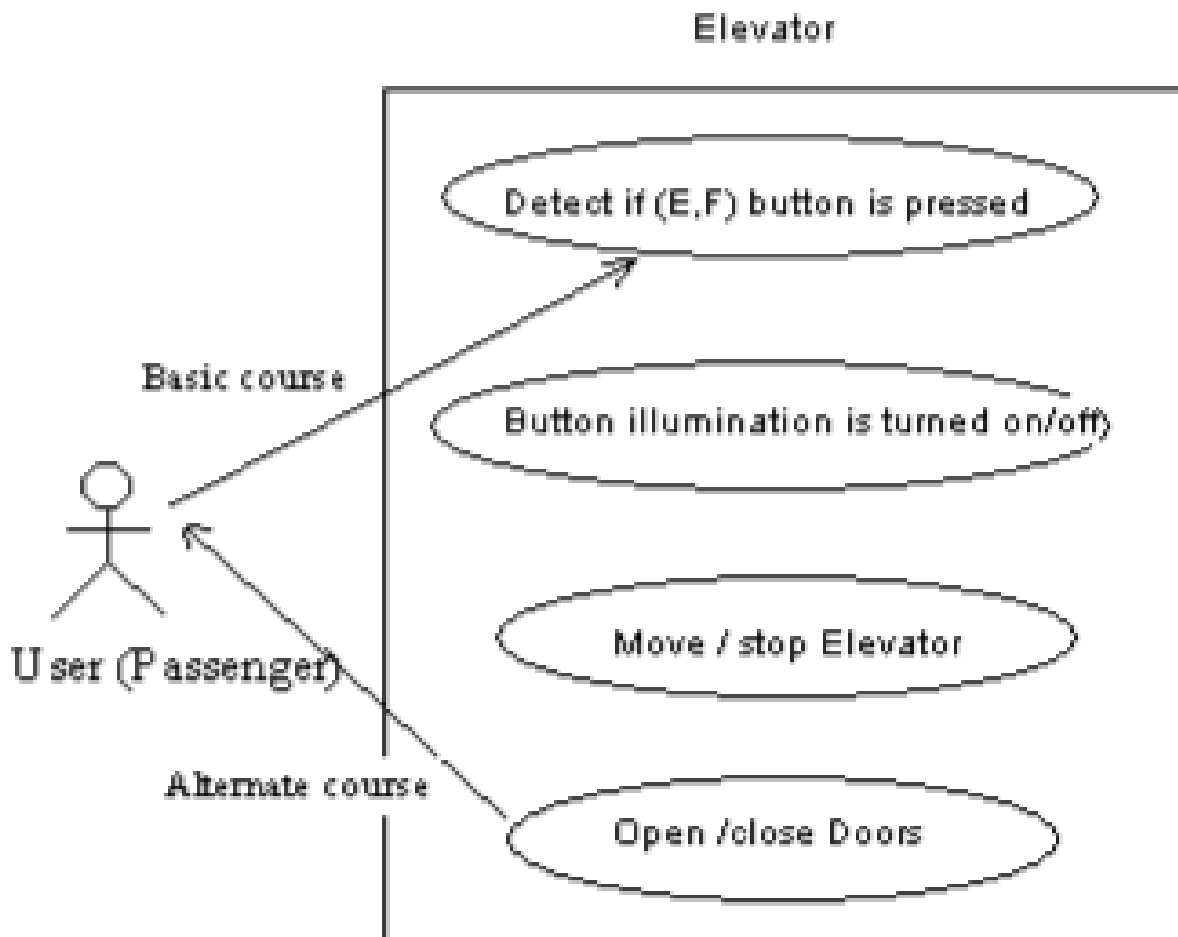 Elevator
Detect if (E,F) button is pressed
Basic course
Button illumination is turned on/off
User (Passenger)
Move / stop Elevator
Alternate course
Open /close Doors